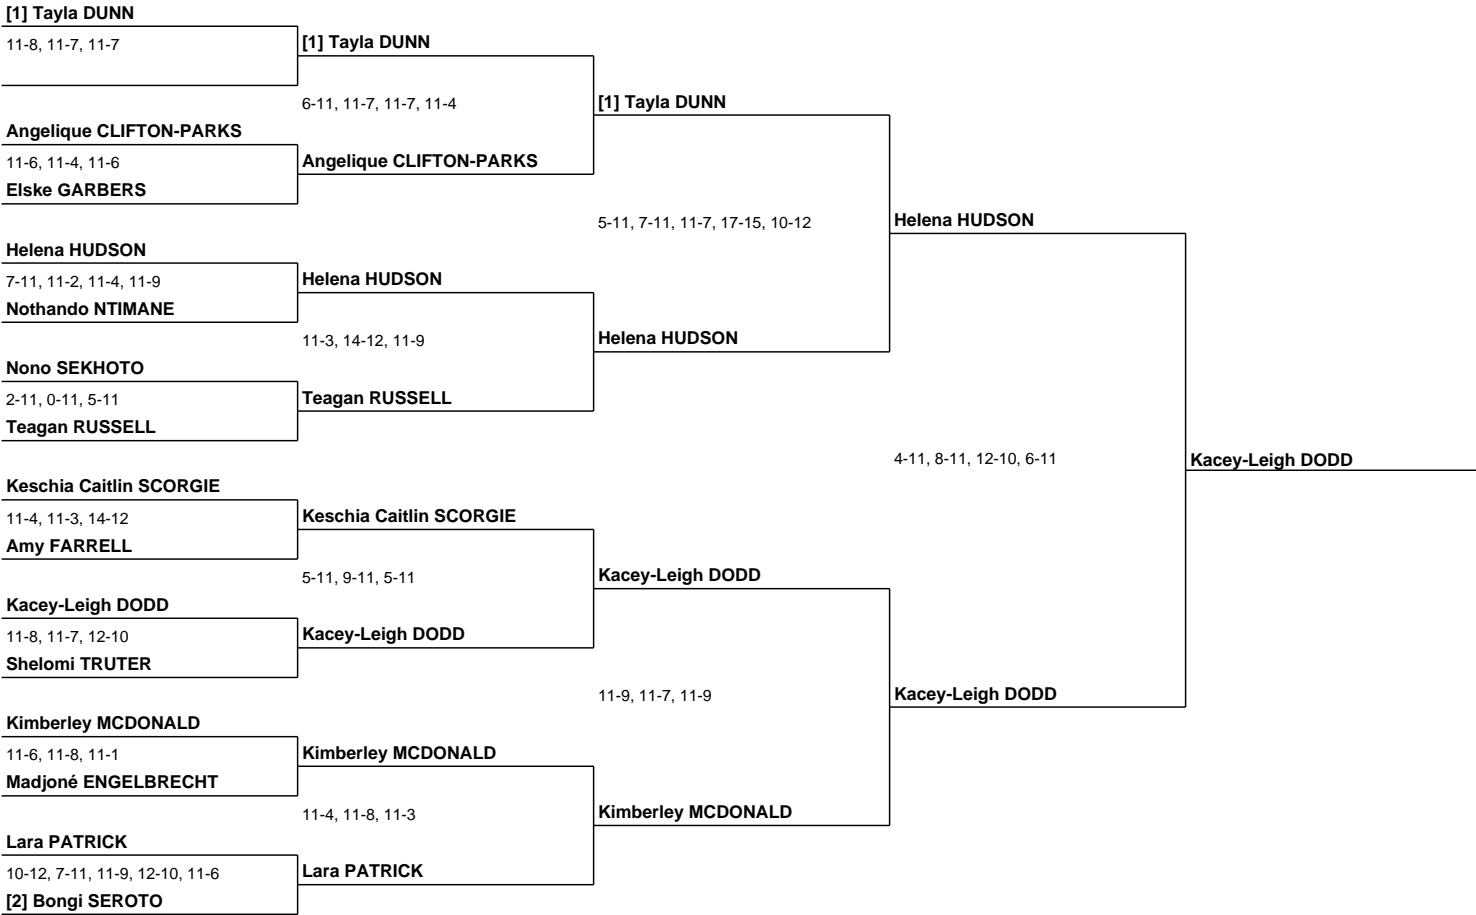 [1] Tayla DUNN
11-8, 11-7, 11-7
[1] Tayla DUNN
6-11, 11-7, 11-7, 11-4
[1] Tayla DUNN
Angelique CLIFTON-PARKS
11-6, 11-4, 11-6
Angelique CLIFTON-PARKS
Elske GARBERS
5-11, 7-11, 11-7, 17-15, 10-12
Helena HUDSON
Helena HUDSON
7-11, 11-2, 11-4, 11-9
Helena HUDSON
Nothando NTIMANE
11-3, 14-12, 11-9
Helena HUDSON
Nono SEKHOTO
2-11, 0-11, 5-11
Teagan RUSSELL
Teagan RUSSELL
4-11, 8-11, 12-10, 6-11
Kacey-Leigh DODD
Keschia Caitlin SCORGIE
11-4, 11-3, 14-12
Keschia Caitlin SCORGIE
Amy FARRELL
5-11, 9-11, 5-11
Kacey-Leigh DODD
Kacey-Leigh DODD
11-8, 11-7, 12-10
Kacey-Leigh DODD
Shelomi TRUTER
11-9, 11-7, 11-9
Kacey-Leigh DODD
Kimberley MCDONALD
11-6, 11-8, 11-1
Kimberley MCDONALD
Madjoné ENGELBRECHT
11-4, 11-8, 11-3
Kimberley MCDONALD
Lara PATRICK
10-12, 7-11, 11-9, 12-10, 11-6
Lara PATRICK
[2] Bongi SEROTO